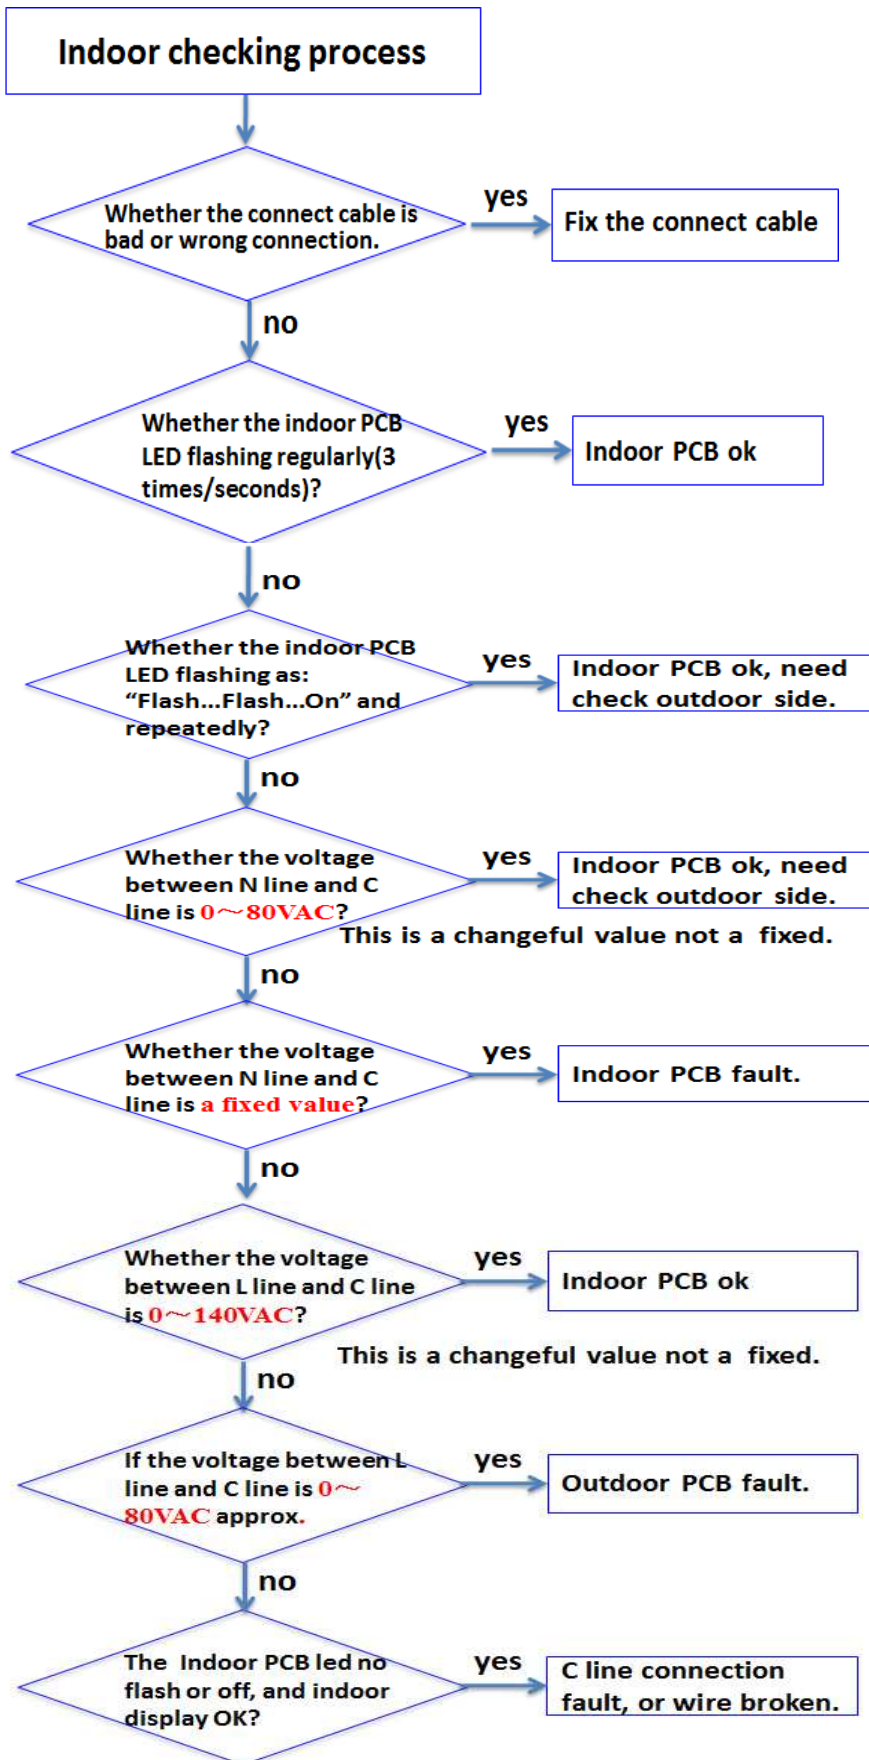 Indoor checking process
Whether the connect cable is
bad or wrong connection.
yes
Fix the connect cable
no
Whether the indoor PCB
LED flashing regularly(3
times/seconds)?
yes
Indoor PCB ok
no
Whether the indoor PCB
LED flashing as:
“Flash...Flash...On” and
repeatedly?
yes
Indoor PCB ok, need
check outdoor side.
no
Whether the voltage
between N line and C
line is 0～80VAC?
yes
Indoor PCB ok, need
check outdoor side.
This is a changeful value not a fixed.
no
Whether the voltage
between N line and C
line is a fixed value?
yes
Indoor PCB fault.
no
Whether the voltage
between L line and C line
is 0～140VAC?
yes
Indoor PCB ok
This is a changeful value not a fixed.
no
If the voltage between L
line and C line is 0～
80VAC approx.
yes
Outdoor PCB fault.
no
The Indoor PCB led no
flash or off, and indoor
display OK?
yes
C line connection
fault, or wire broken.